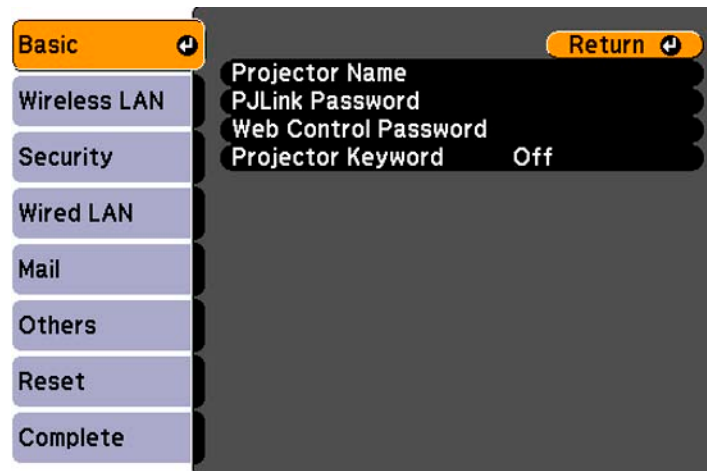 Basic
Wireless LAN
Security
Wired LAN
Mail
Others
Reset
Complete
Return
Projector Name
PJLink Password
Web Control Password
Projector Keyword Off